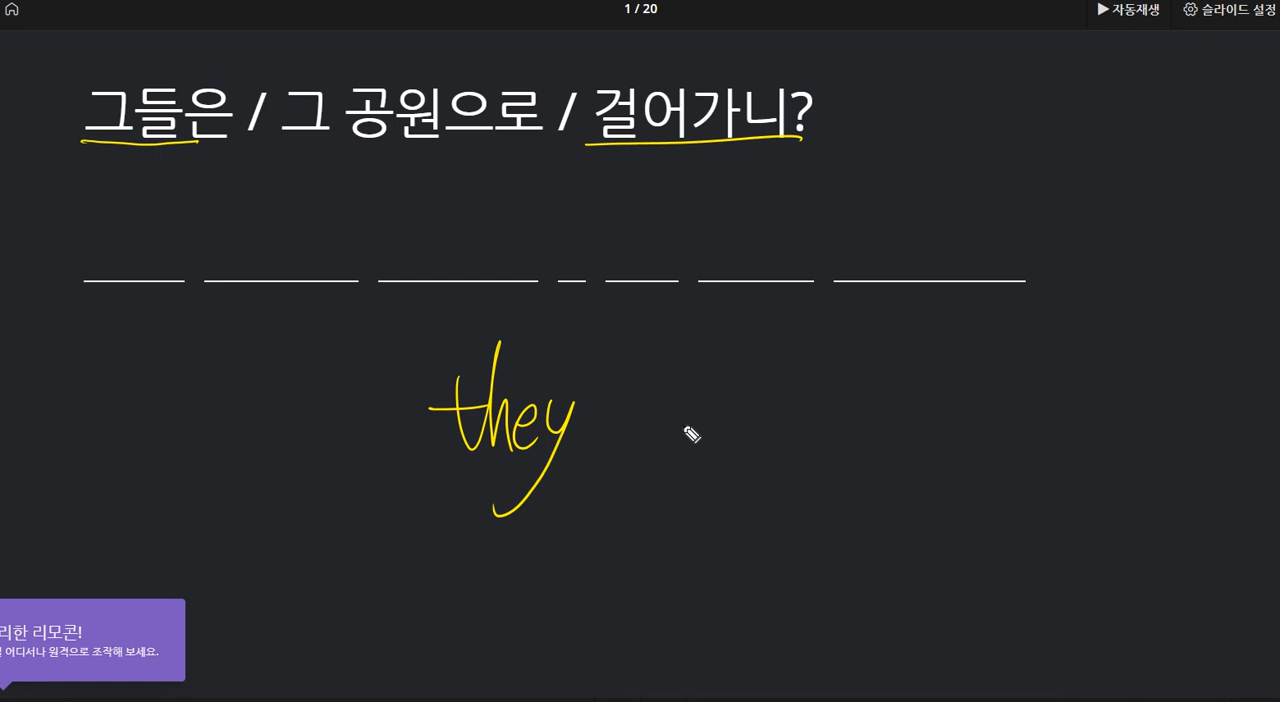 1 / 20
▶ 자동재생
슬라이드 설정
그들은 / 그 공원으로 / 걸어가니?
they
리한 리모콘!
어디서나 원격으로 조작해 보세요.